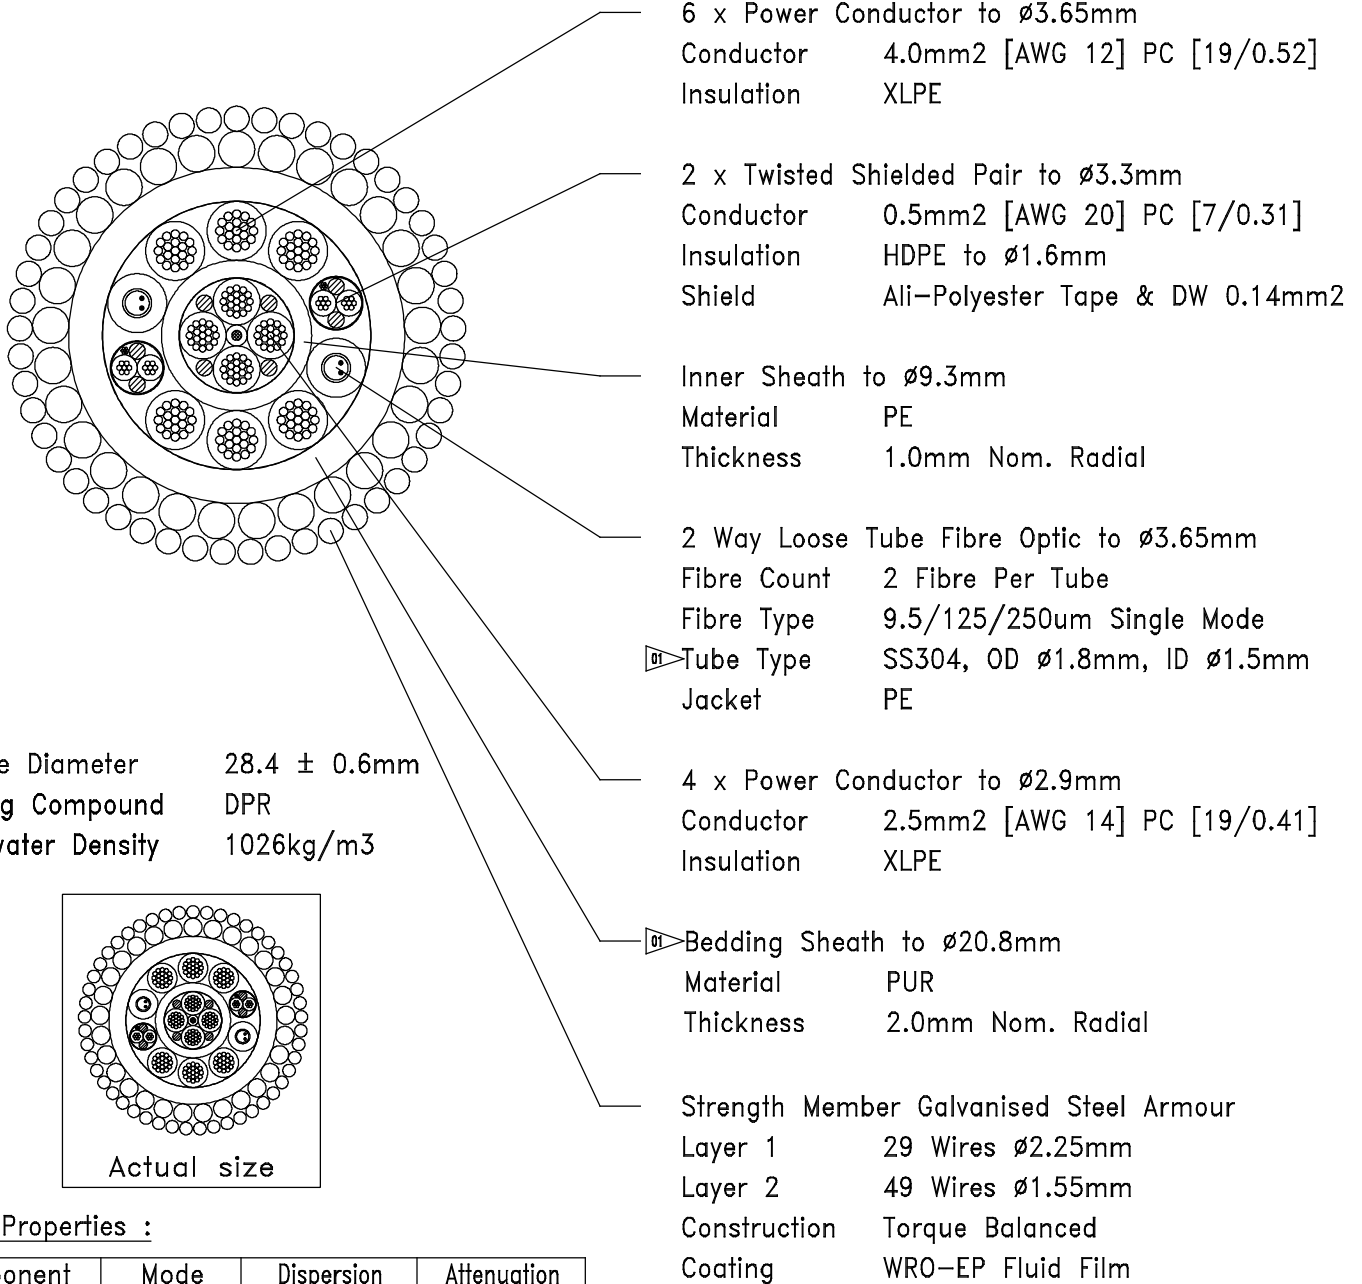 6 x Power Conductor to ø3.65mm
Conductor 4.0mm2 [AWG 12] PC [19/0.52]
Insulation XLPE
2 x Twisted Shielded Pair to ø3.3mm
Conductor 0.5mm2 [AWG 20] PC [7/0.31]
Insulation HDPE to ø1.6mm
Shield Ali-Polyester Tape & DW 0.14mm2
Inner Sheath to ø9.3mm
Material PE
Thickness 1.0mm Nom. Radial
2 Way Loose Tube Fibre Optic to ø3.65mm
Fibre Count 2 Fibre Per Tube
Fibre Type 9.5/125/250um Single Mode
01 Tube Type SS304, OD ø1.8mm, ID ø1.5mm
Jacket PE
4 x Power Conductor to ø2.9mm
Conductor 2.5mm2 [AWG 14] PC [19/0.41]
Insulation XLPE
01 Bedding Sheath to ø20.8mm
Material PUR
Thickness 2.0mm Nom. Radial
Strength Member Galvanised Steel Armour
Layer 1 29 Wires ø2.25mm
Layer 2 49 Wires ø1.55mm
Construction Torque Balanced
Coating WRO-EP Fluid Film
e Diameter 28.4 ± 0.6mm
g Compound DPR
water Density 1026kg/m3
Actual size
Properties :
onent Mode Dispersion Attenuation